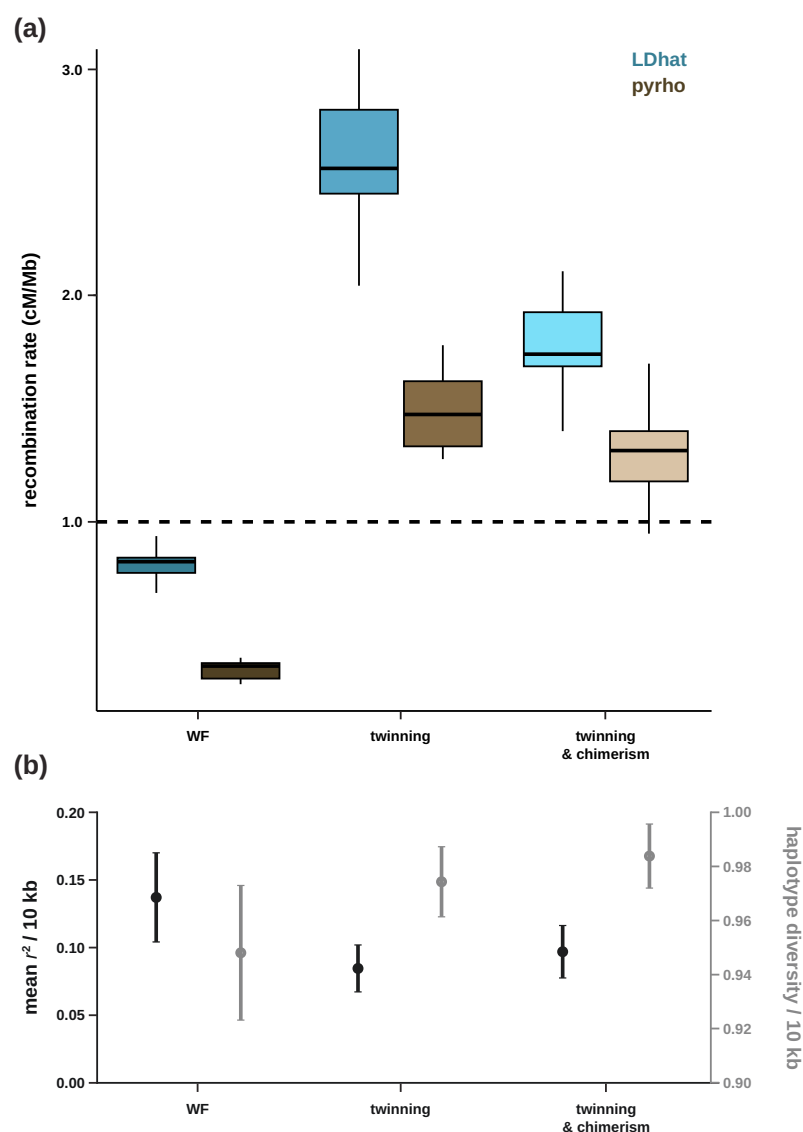 (a)
LDhat
pyrho
3.0
2.0
1.0
recombination rate (cM/Mb)
WF
twinning
twinning
& chimerism
(b)
0.20
0.15
0.10
0.05
0.00
mean r² / 10 kb
1.00
0.98
0.96
0.94
0.92
0.90
haplotype diversity / 10 kb
WF
twinning
twinning
& chimerism